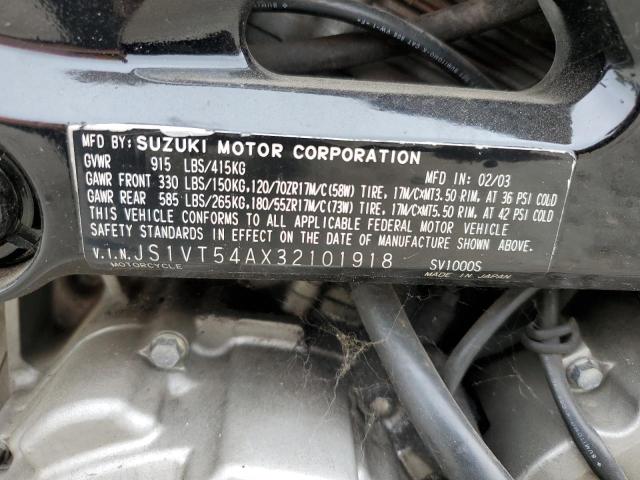 MFD BY: SUZUKI MOTOR CORPORATION
GVWR 915 LBS/415KG MFD IN: 02/03
GAWR FRONT 330 LBS/150KG,120/70ZR17M/C(58W) TIRE, 17M/C×MT3.50 RIM, AT 36 PSI COLD
GAWR REAR 585 LBS/265KG,180/55ZR17M/C(73W) TIRE, 17M/C×MT5.50 RIM, AT 42 PSI COLD
THIS VEHICLE CONFORMS TO ALL APPLICABLE FEDERAL MOTOR VEHICLE
SAFETY STANDARDS IN EFFECT ON THE DATE OF MANUFACTURE SHOWN ABOVE.
V.I.N. JS1VT54AX32101918 SV1000S
MOTORCYCLE MADE IN JAPAN